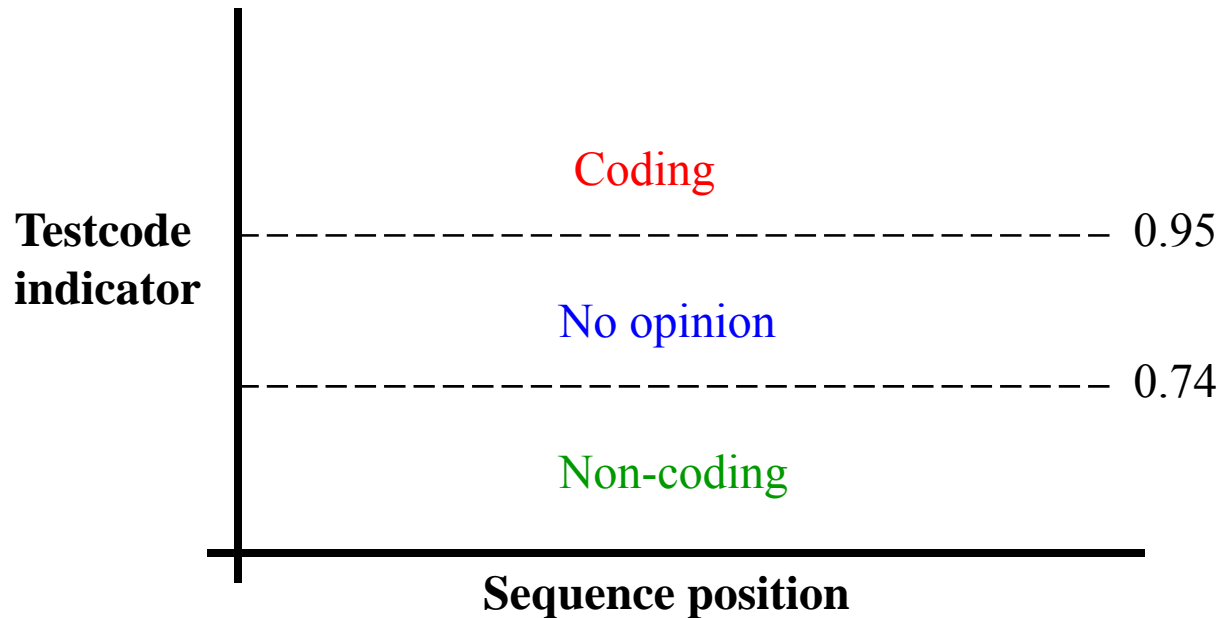 Coding
Testcode
indicator
0.95
No opinion
0.74
Non-coding
Sequence position